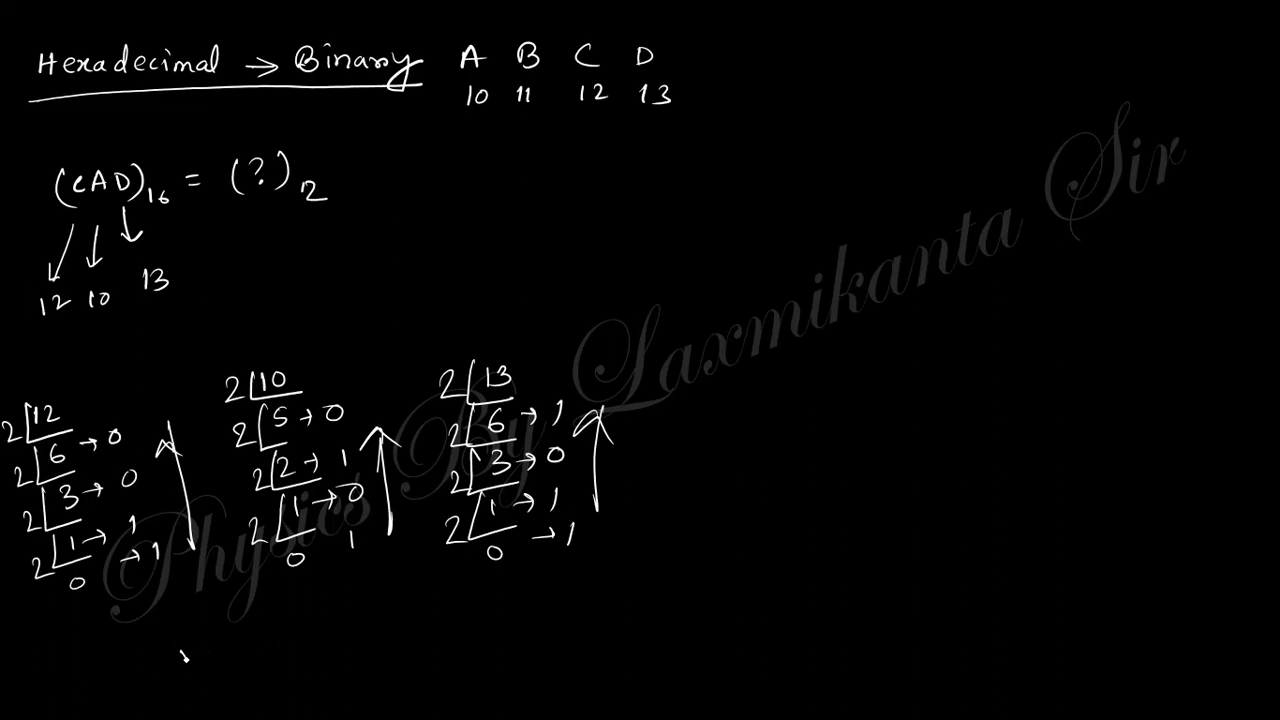 Hexadecimal → Binary A B C D
10 11 12 13
(CAD)16 = (?)2
12 10 13
2 12
2 6 → 0
2 3 → 0
2 1 → 1
0 → 1
2 10
2 5 → 0
2 2 → 1
2 1 → 0
0 1
2 13
2 6 → 1
2 3 → 0
2 1 → 1
0 → 1
Physics By Laxmikanta Sir